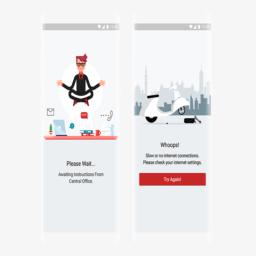 Please Wait...
Awaiting Instructions From
Central Office.
Whoops!
Slow or no internet connections.
Please check your internet settings.
Try Again!